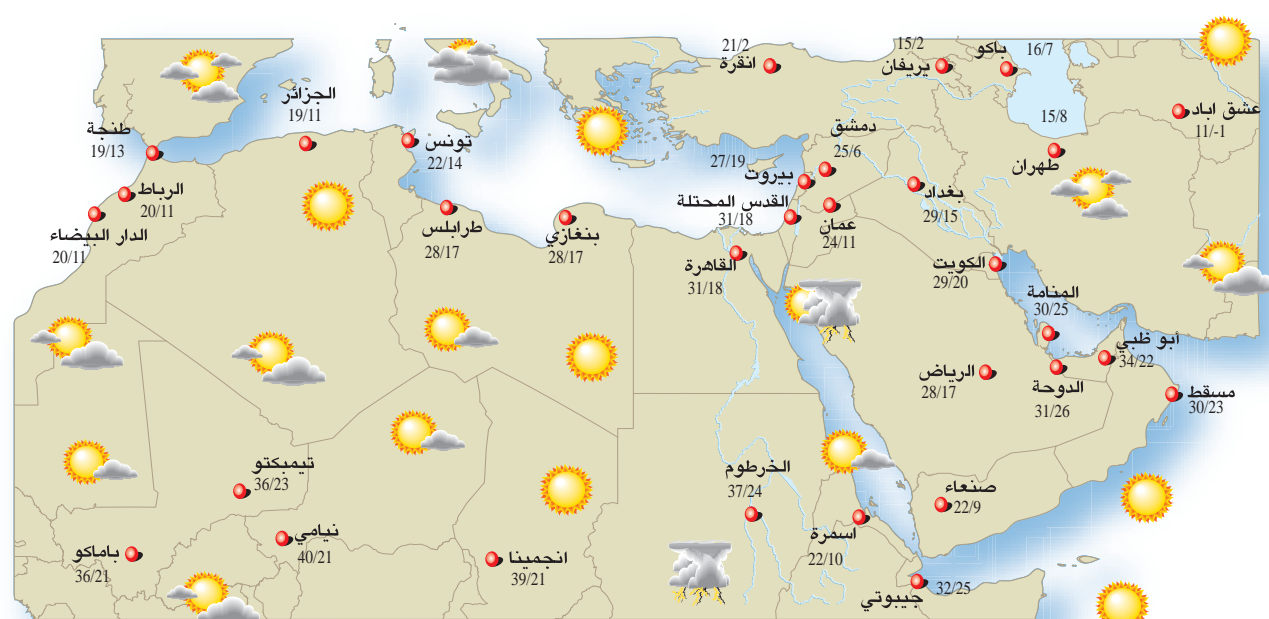 21/2
انقرة
15/2
يريفان
باكو
16/7
15/8
عشق اباد
11/-1
طهران
الجزائر
19/11
طنجة
19/13
تونس
22/14
دمشق
25/6
27/19
بيروت
القدس المحتلة
31/18
عمان
24/11
بغداد
29/15
الرباط
20/11
الدار البيضاء
20/11
طرابلس
28/17
بنغازي
28/17
القاهرة
31/18
الكويت
29/20
المنامة
30/25
أبو ظبي
34/22
الرياض
28/17
الدوحة
31/26
مسقط
30/23
تيمبكتو
36/23
الخرطوم
37/24
صنعاء
22/9
نيامي
40/21
باماكو
36/21
انجمينا
39/21
اسمرة
22/10
32/25
جيبوتي